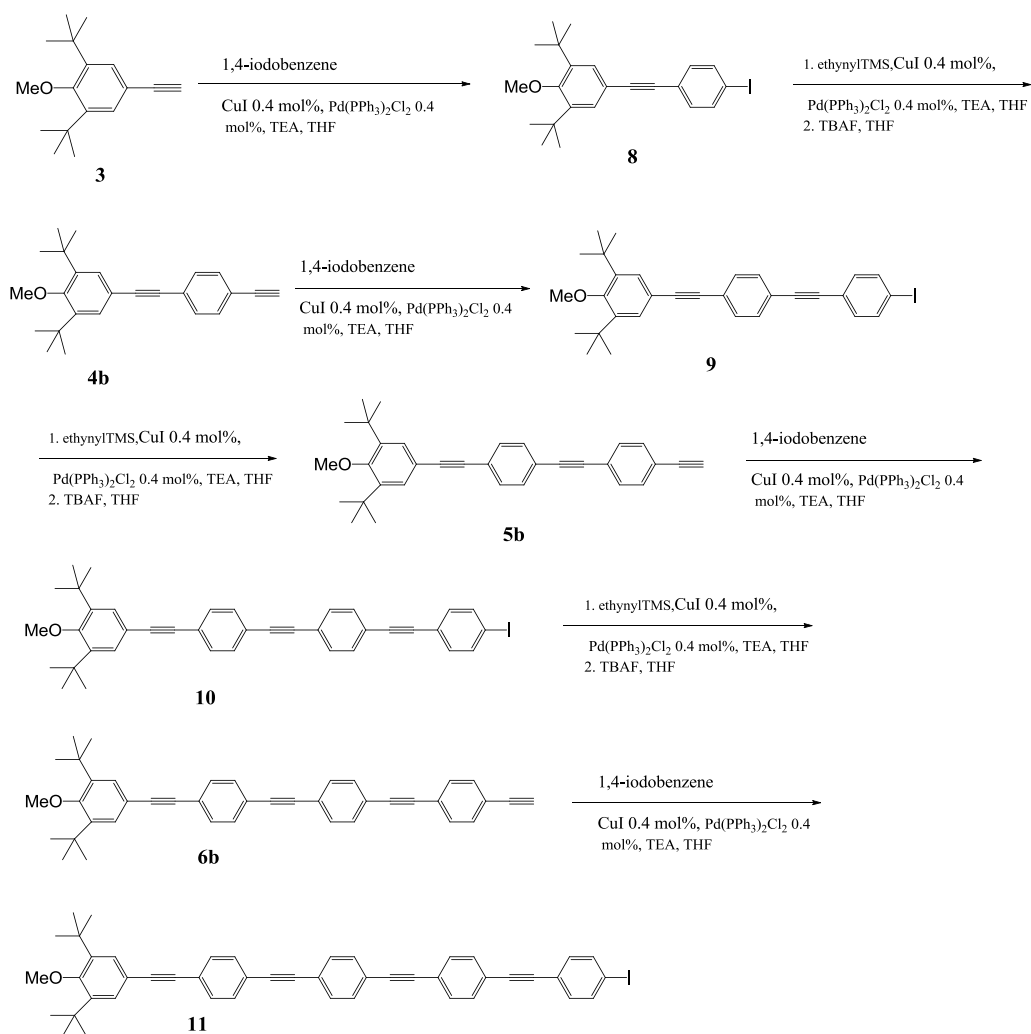 1,4-iodobenzene
MeO
CuI 0.4 mol%, Pd(PPh3)2Cl2 0.4
mol%, TEA, THF
3
MeO
I
8
1. ethynylTMS,CuI 0.4 mol%,
Pd(PPh3)2Cl2 0.4 mol%, TEA, THF
2. TBAF, THF
MeO
4b
1,4-iodobenzene
CuI 0.4 mol%, Pd(PPh3)2Cl2 0.4
mol%, TEA, THF
MeO
I
9
1. ethynylTMS,CuI 0.4 mol%,
Pd(PPh3)2Cl2 0.4 mol%, TEA, THF
2. TBAF, THF
MeO
5b
1,4-iodobenzene
CuI 0.4 mol%, Pd(PPh3)2Cl2 0.4
mol%, TEA, THF
MeO
I
10
1. ethynylTMS,CuI 0.4 mol%,
Pd(PPh3)2Cl2 0.4 mol%, TEA, THF
2. TBAF, THF
MeO
6b
1,4-iodobenzene
CuI 0.4 mol%, Pd(PPh3)2Cl2 0.4
mol%, TEA, THF
MeO
I
11